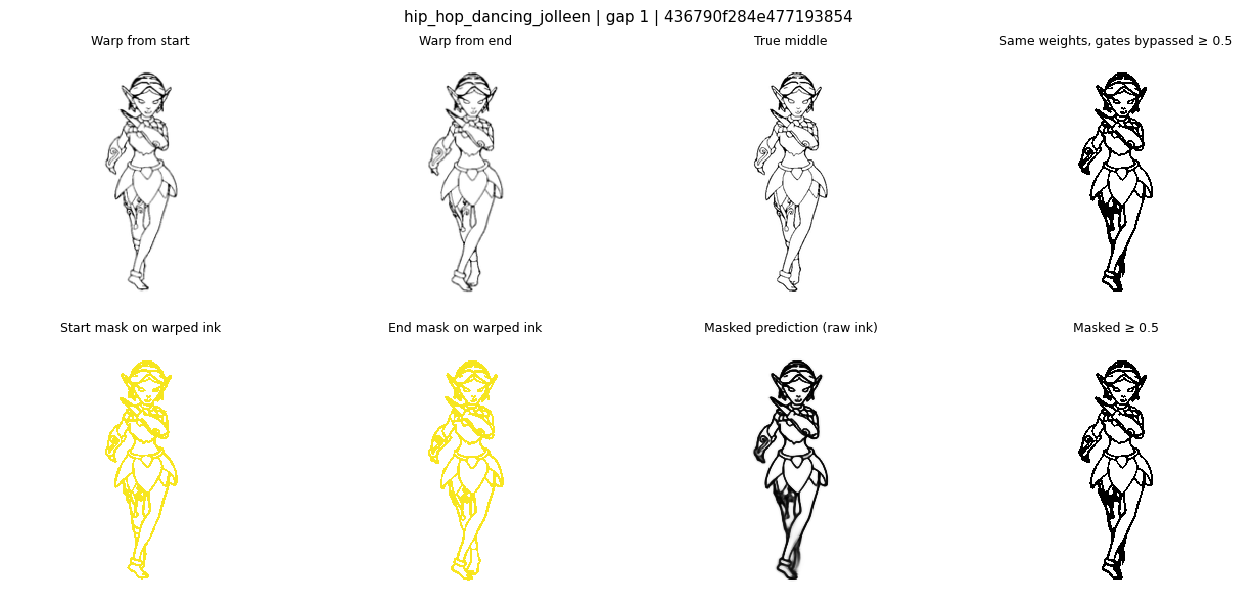 hip_hop_dancing_jolleen | gap 1 | 436790f284e477193854
Warp from start
Warp from end
True middle
Same weights, gates bypassed ≥ 0.5
Start mask on warped ink
End mask on warped ink
Masked prediction (raw ink)
Masked ≥ 0.5